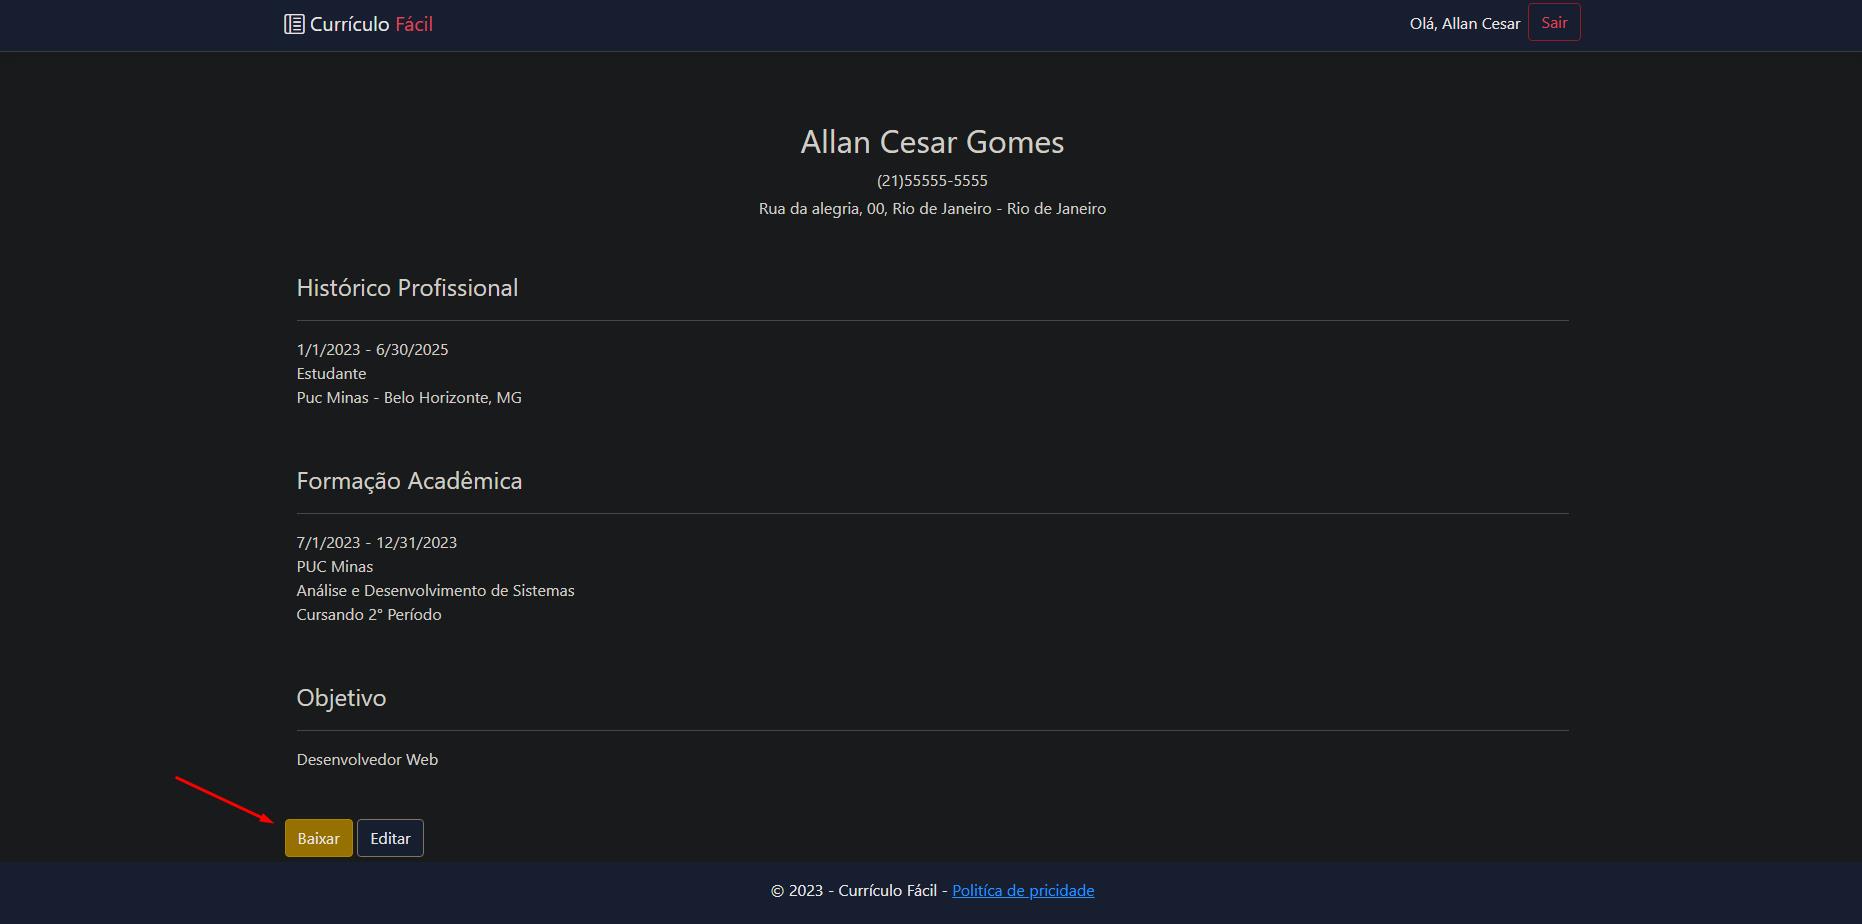 Currículo Fácil
Olá, Allan Cesar
Sair
Allan Cesar Gomes
(21)55555-5555
Rua da alegria, 00, Rio de Janeiro - Rio de Janeiro
Histórico Profissional
1/1/2023 - 6/30/2025
Estudante
Puc Minas - Belo Horizonte, MG
Formação Acadêmica
7/1/2023 - 12/31/2023
PUC Minas
Análise e Desenvolvimento de Sistemas
Cursando 2° Período
Objetivo
Desenvolvedor Web
Baixar
Editar
© 2023 - Currículo Fácil - Politíca de pricidade